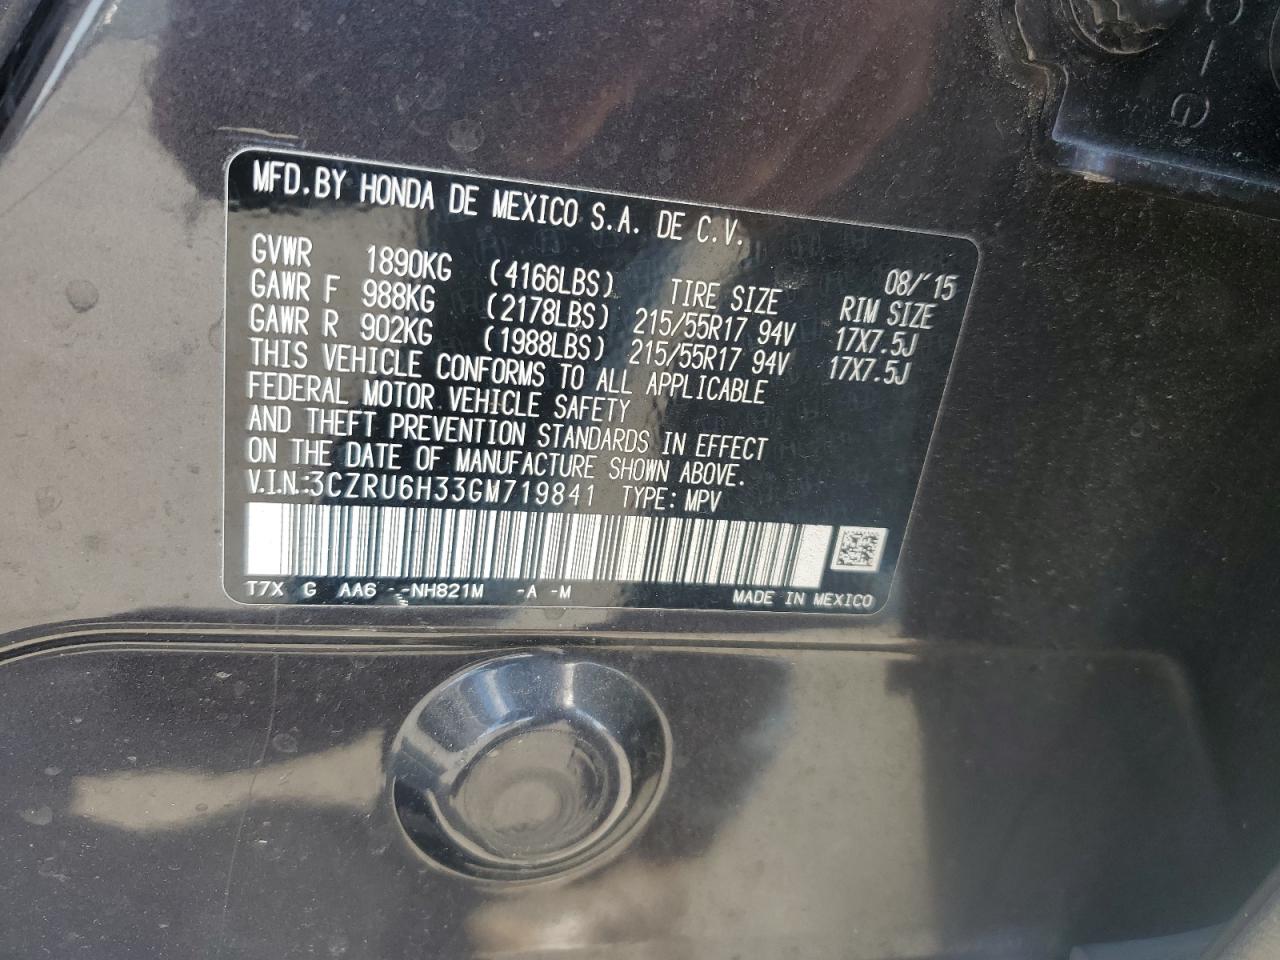 MFD.BY HONDA DE MEXICO S.A. DE C.V.
08/'15
GVWR 1890KG (4166LBS) TIRE SIZE RIM SIZE
GAWR F 988KG (2178LBS) 215/55R17 94V 17X7.5J
GAWR R 902KG (1988LBS) 215/55R17 94V 17X7.5J
THIS VEHICLE CONFORMS TO ALL APPLICABLE
FEDERAL MOTOR VEHICLE SAFETY
AND THEFT PREVENTION STANDARDS IN EFFECT
ON THE DATE OF MANUFACTURE SHOWN ABOVE.
V.I.N.:3CZRU6H33GM719841 TYPE: MPV
T7X G AA6 --NH821M -A -M MADE IN MEXICO